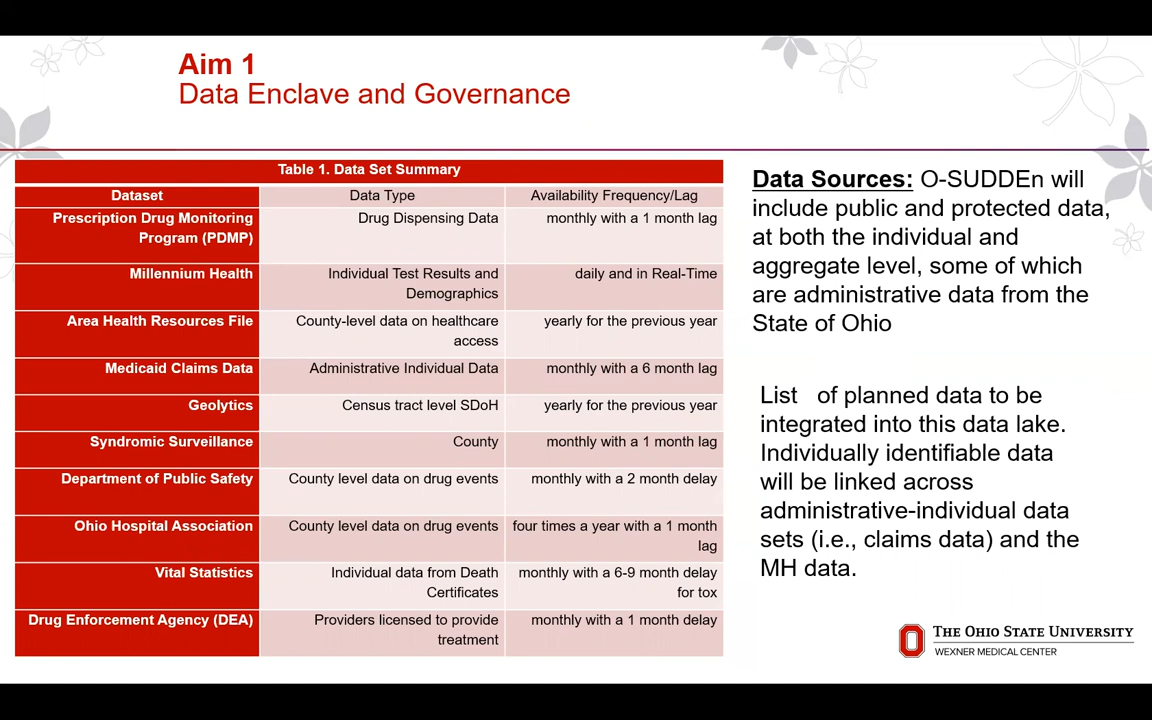 Aim 1
Data Enclave and Governance
Table 1. Data Set Summary
Dataset Data Type Availability Frequency/Lag
Prescription Drug Monitoring Program (PDMP) Drug Dispensing Data monthly with a 1 month lag
Millennium Health Individual Test Results and Demographics daily and in Real-Time
Area Health Resources File County-level data on healthcare access yearly for the previous year
Medicaid Claims Data Administrative Individual Data monthly with a 6 month lag
Geolytics Census tract level SDoH yearly for the previous year
Syndromic Surveillance County monthly with a 1 month lag
Department of Public Safety County level data on drug events monthly with a 2 month delay
Ohio Hospital Association County level data on drug events four times a year with a 1 month lag
Vital Statistics Individual data from Death Certificates monthly with a 6-9 month delay for tox
Drug Enforcement Agency (DEA) Providers licensed to provide treatment monthly with a 1 month delay
Data Sources: O-SUDDEn will
include public and protected data,
at both the individual and
aggregate level, some of which
are administrative data from the
State of Ohio
List of planned data to be
integrated into this data lake.
Individually identifiable data
will be linked across
administrative-individual data
sets (i.e., claims data) and the
MH data.
THE OHIO STATE UNIVERSITY
WEXNER MEDICAL CENTER